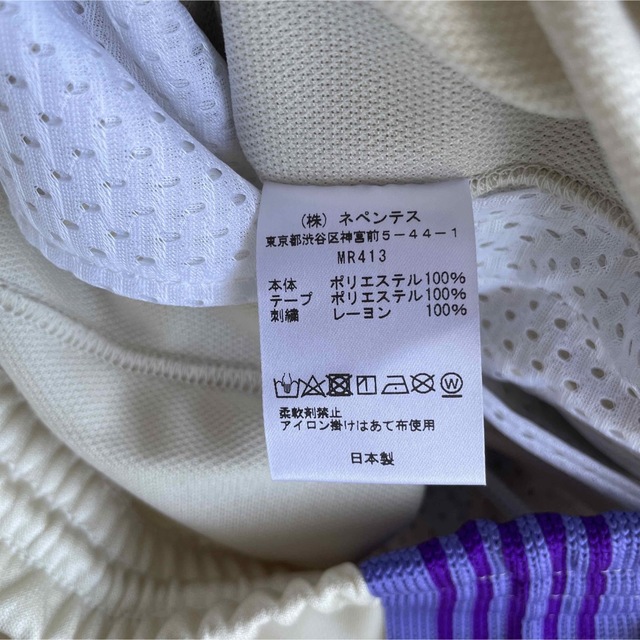 (株) ネペンテス
東京都渋谷区神宮前5-44-1
MR413
本体 ポリエステル100%
テープ ポリエステル100%
刺繍 レーヨン 100%
柔軟剤禁止
アイロン掛けはあて布使用
日本製